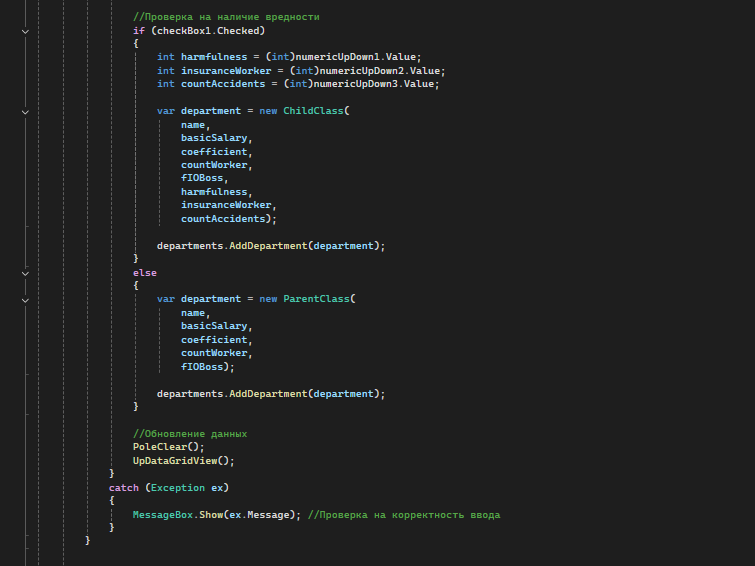 //Проверка на наличие вредности
if (checkBox1.Checked)
{
int harmfulness = (int)numericUpDown1.Value;
int insuranceWorker = (int)numericUpDown2.Value;
int countAccidents = (int)numericUpDown3.Value;
var department = new ChildClass(
name,
basicSalary,
coefficient,
countWorker,
fIOBoss,
harmfulness,
insuranceWorker,
countAccidents);
departments.AddDepartment(department);
}
else
{
var department = new ParentClass(
name,
basicSalary,
coefficient,
countWorker,
fIOBoss);
departments.AddDepartment(department);
}
//Обновление данных
PoleClear();
UpDataGridView();
}
catch (Exception ex)
{
MessageBox.Show(ex.Message); //Проверка на корректность ввода
}
}